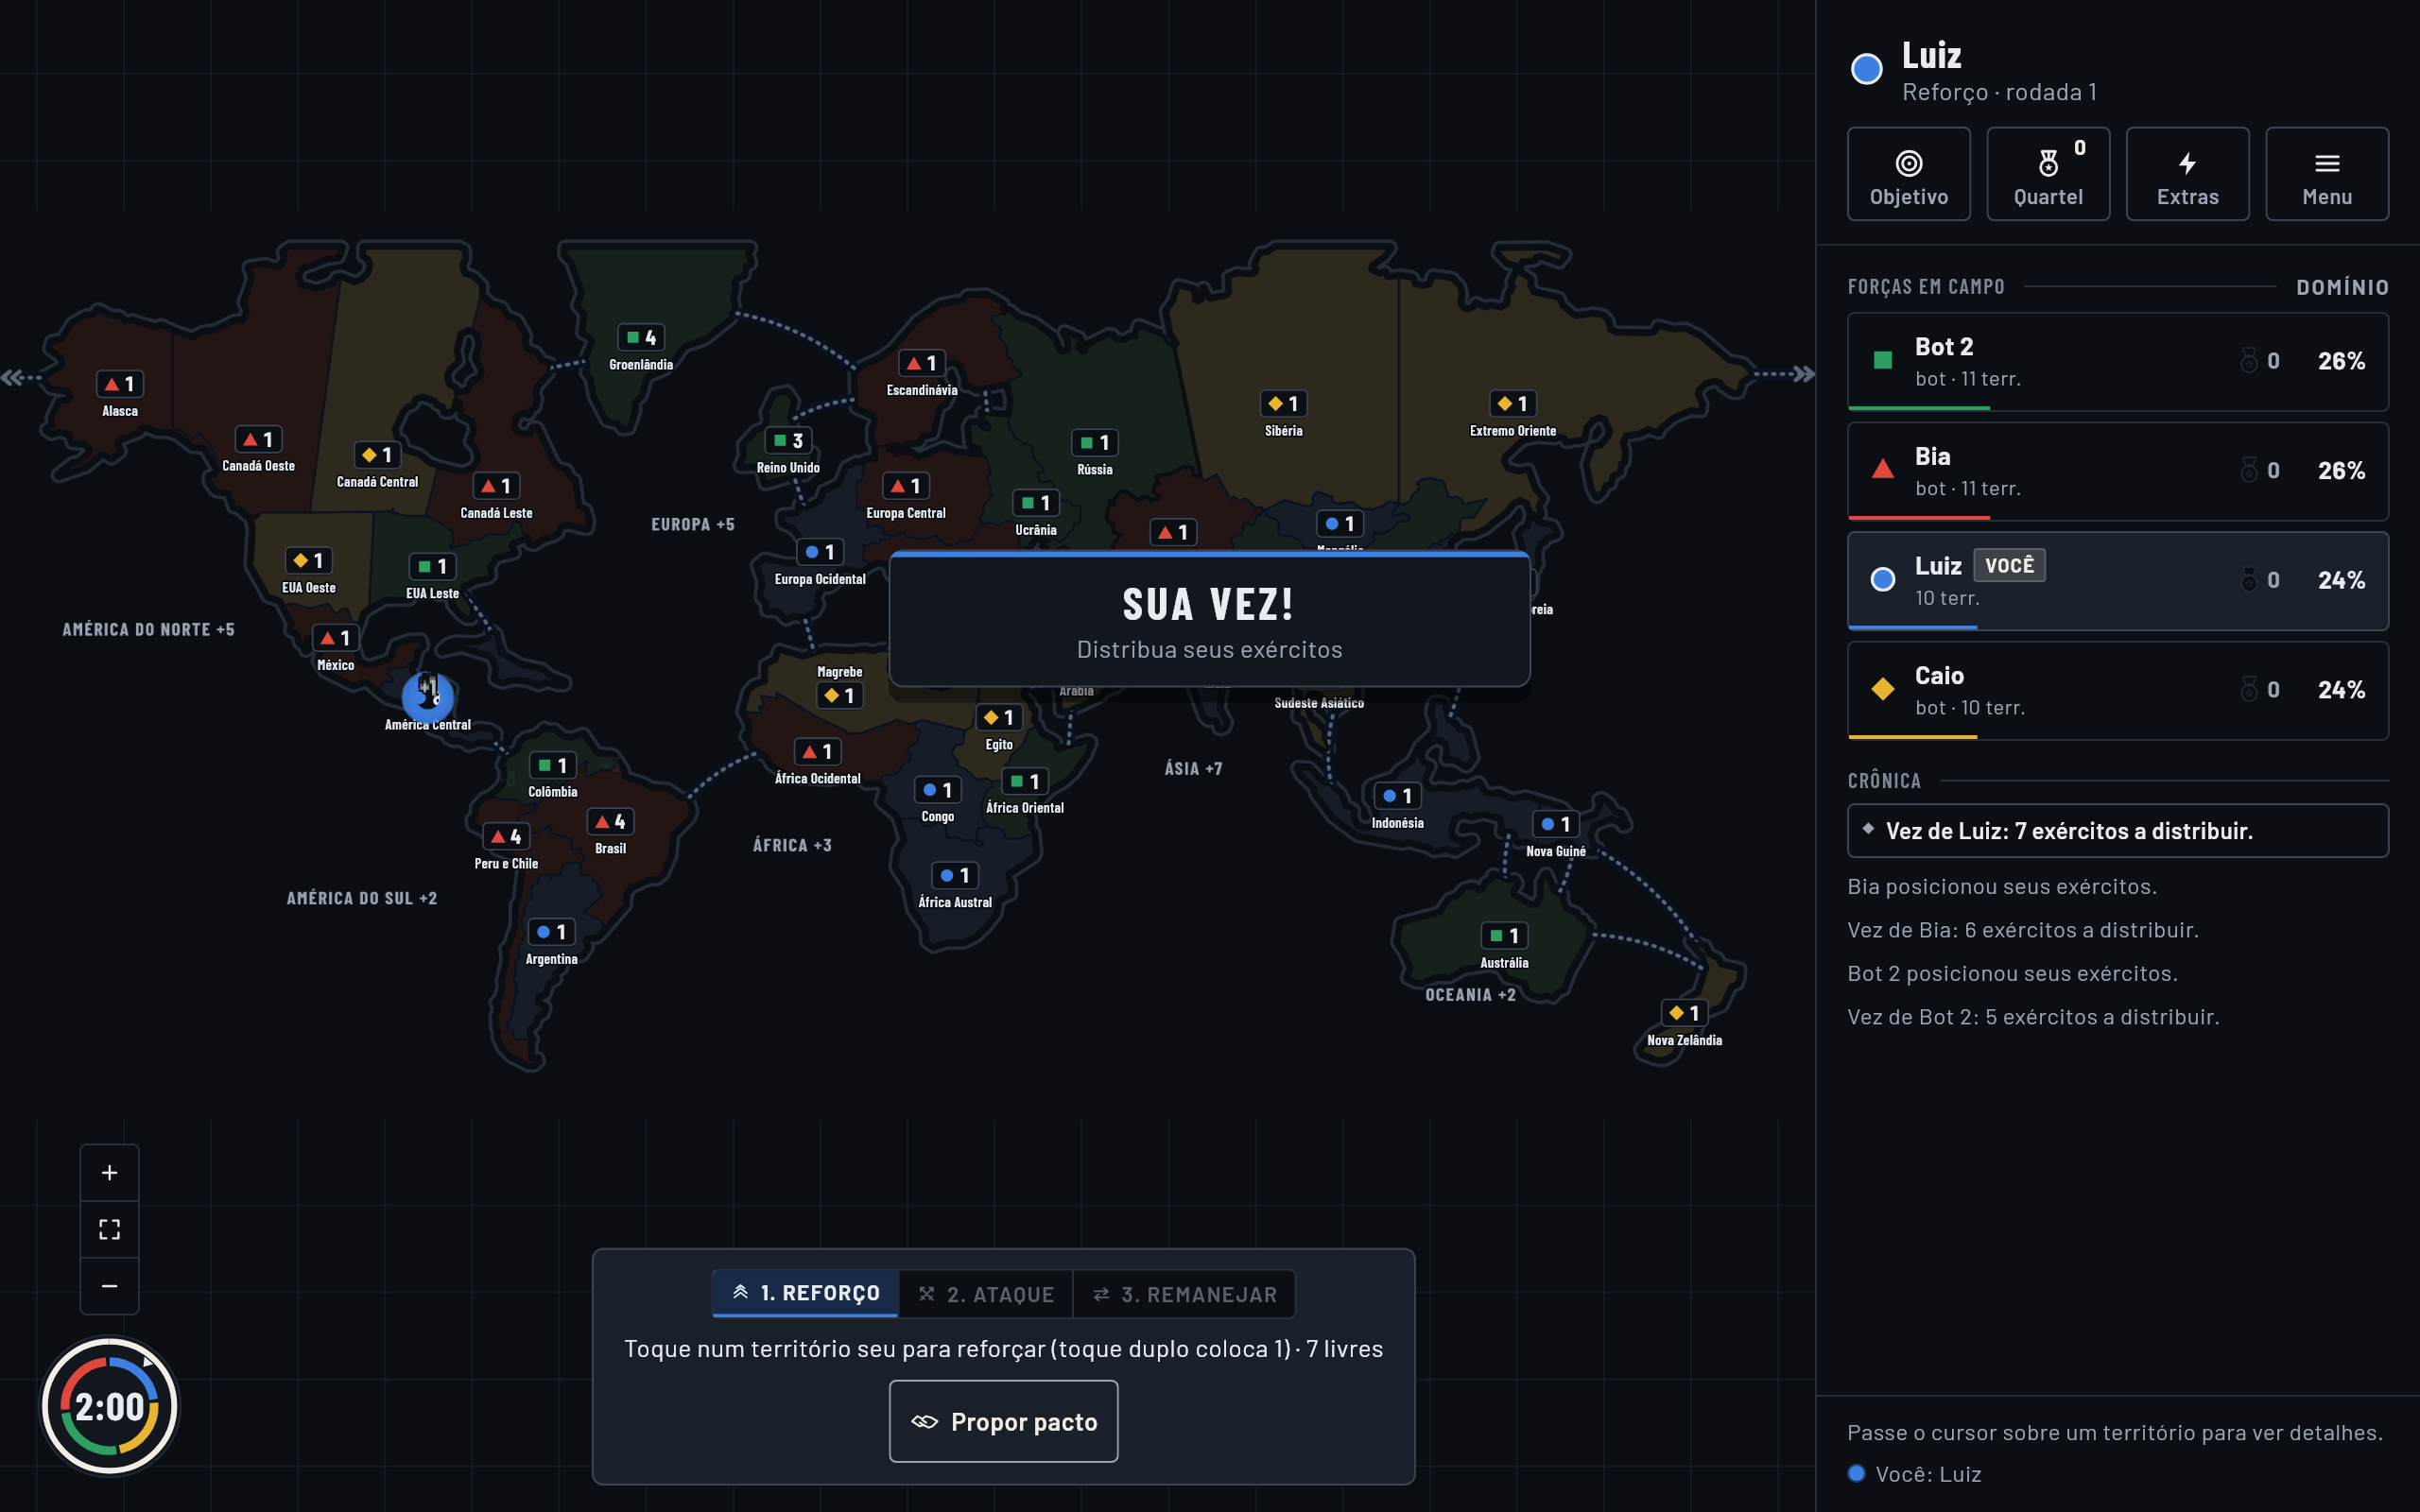 Luiz
Reforço · rodada 1
Objetivo
0
Quartel
Extras
Menu
FORÇAS EM CAMPO
DOMÍNIO
Bot 2
bot · 11 terr.
0
26%
Bia
bot · 11 terr.
0
26%
Luiz VOCÊ
10 terr.
0
24%
Caio
bot · 10 terr.
0
24%
CRÔNICA
Vez de Luiz: 7 exércitos a distribuir.
Bia posicionou seus exércitos.
Vez de Bia: 6 exércitos a distribuir.
Bot 2 posicionou seus exércitos.
Vez de Bot 2: 5 exércitos a distribuir.
Passe o cursor sobre um território para ver detalhes.
Você: Luiz
4
Groenlândia
1
Alasca
1
Canadá Oeste
1
Canadá Central
1
Canadá Leste
1
EUA Oeste
1
EUA Leste
1
México
América Central
AMÉRICA DO NORTE +5
1
Escandinávia
3
Reino Unido
1
Europa Central
1
Rússia
1
Ucrânia
1
Europa Ocidental
EUROPA +5
1
Sibéria
1
Extremo Oriente
1
1
SUA VEZ!
Distribua seus exércitos
Arábia
Sudeste Asiático
ÁSIA +7
Magrebe
1
1
Egito
1
África Ocidental
1
Congo
1
África Oriental
1
África Austral
ÁFRICA +3
1
Colômbia
4
Brasil
4
Peru e Chile
1
Argentina
AMÉRICA DO SUL +2
1
Indonésia
1
Nova Guiné
1
Austrália
OCEANIA +2
1
Nova Zelândia
+
−
2:00
1. REFORÇO
2. ATAQUE
3. REMANEJAR
Toque num território seu para reforçar (toque duplo coloca 1) · 7 livres
Propor pacto